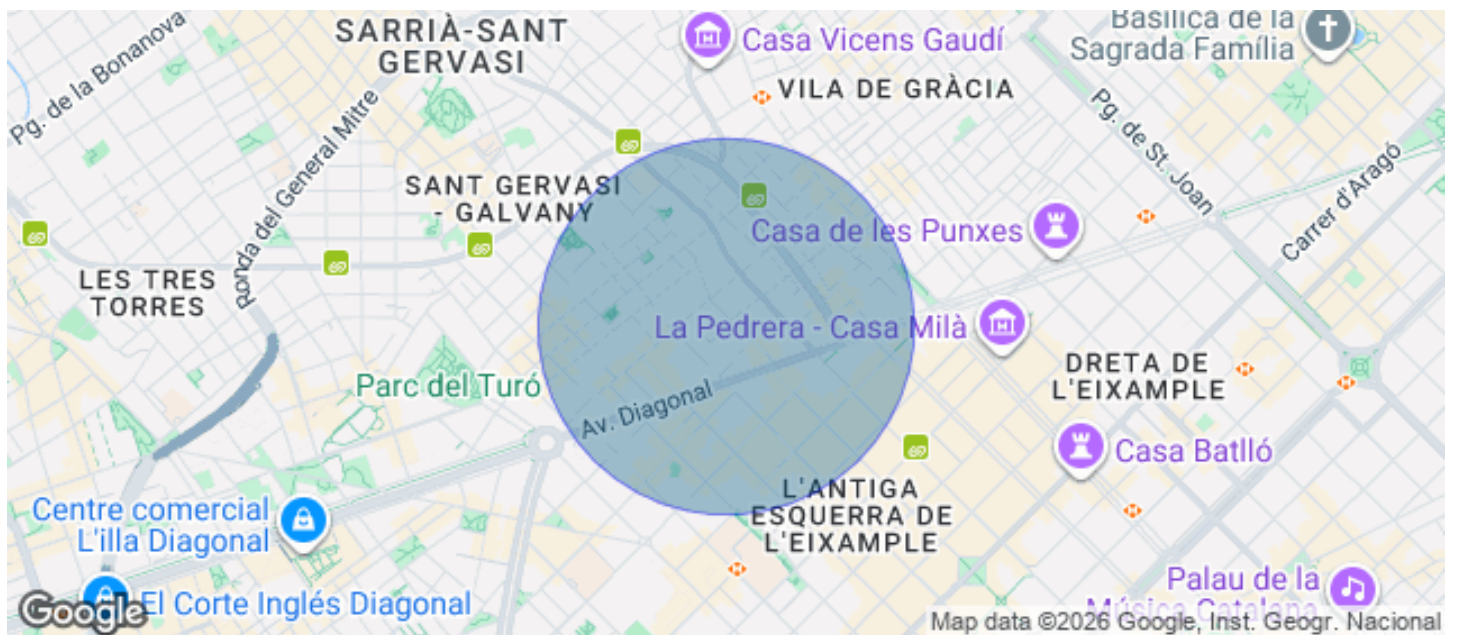 Basílica de la
Sagrada Família
SARRIÀ-SANT
GERVASI
Casa Vicens Gaudí
Pg. de la Bonanova
VILA DE GRÀCIA
Ronda del General Mitre
Pg. de St. Joan
Carrer d'Aragó
SANT GERVASI
- GALVANY
Casa de les Punxes
LES TRES
TORRES
La Pedrera - Casa Milà
DRETA DE
L'EIXAMPLE
Parc del Turó
Av. Diagonal
Casa Batlló
L'ANTIGA
ESQUERRA DE
L'EIXAMPLE
Centre comercial
L'illa Diagonal
Palau de la
Música Catalana
El Corte Inglés Diagonal
Google
Map data ©2026 Google, Inst. Geogr. Nacional